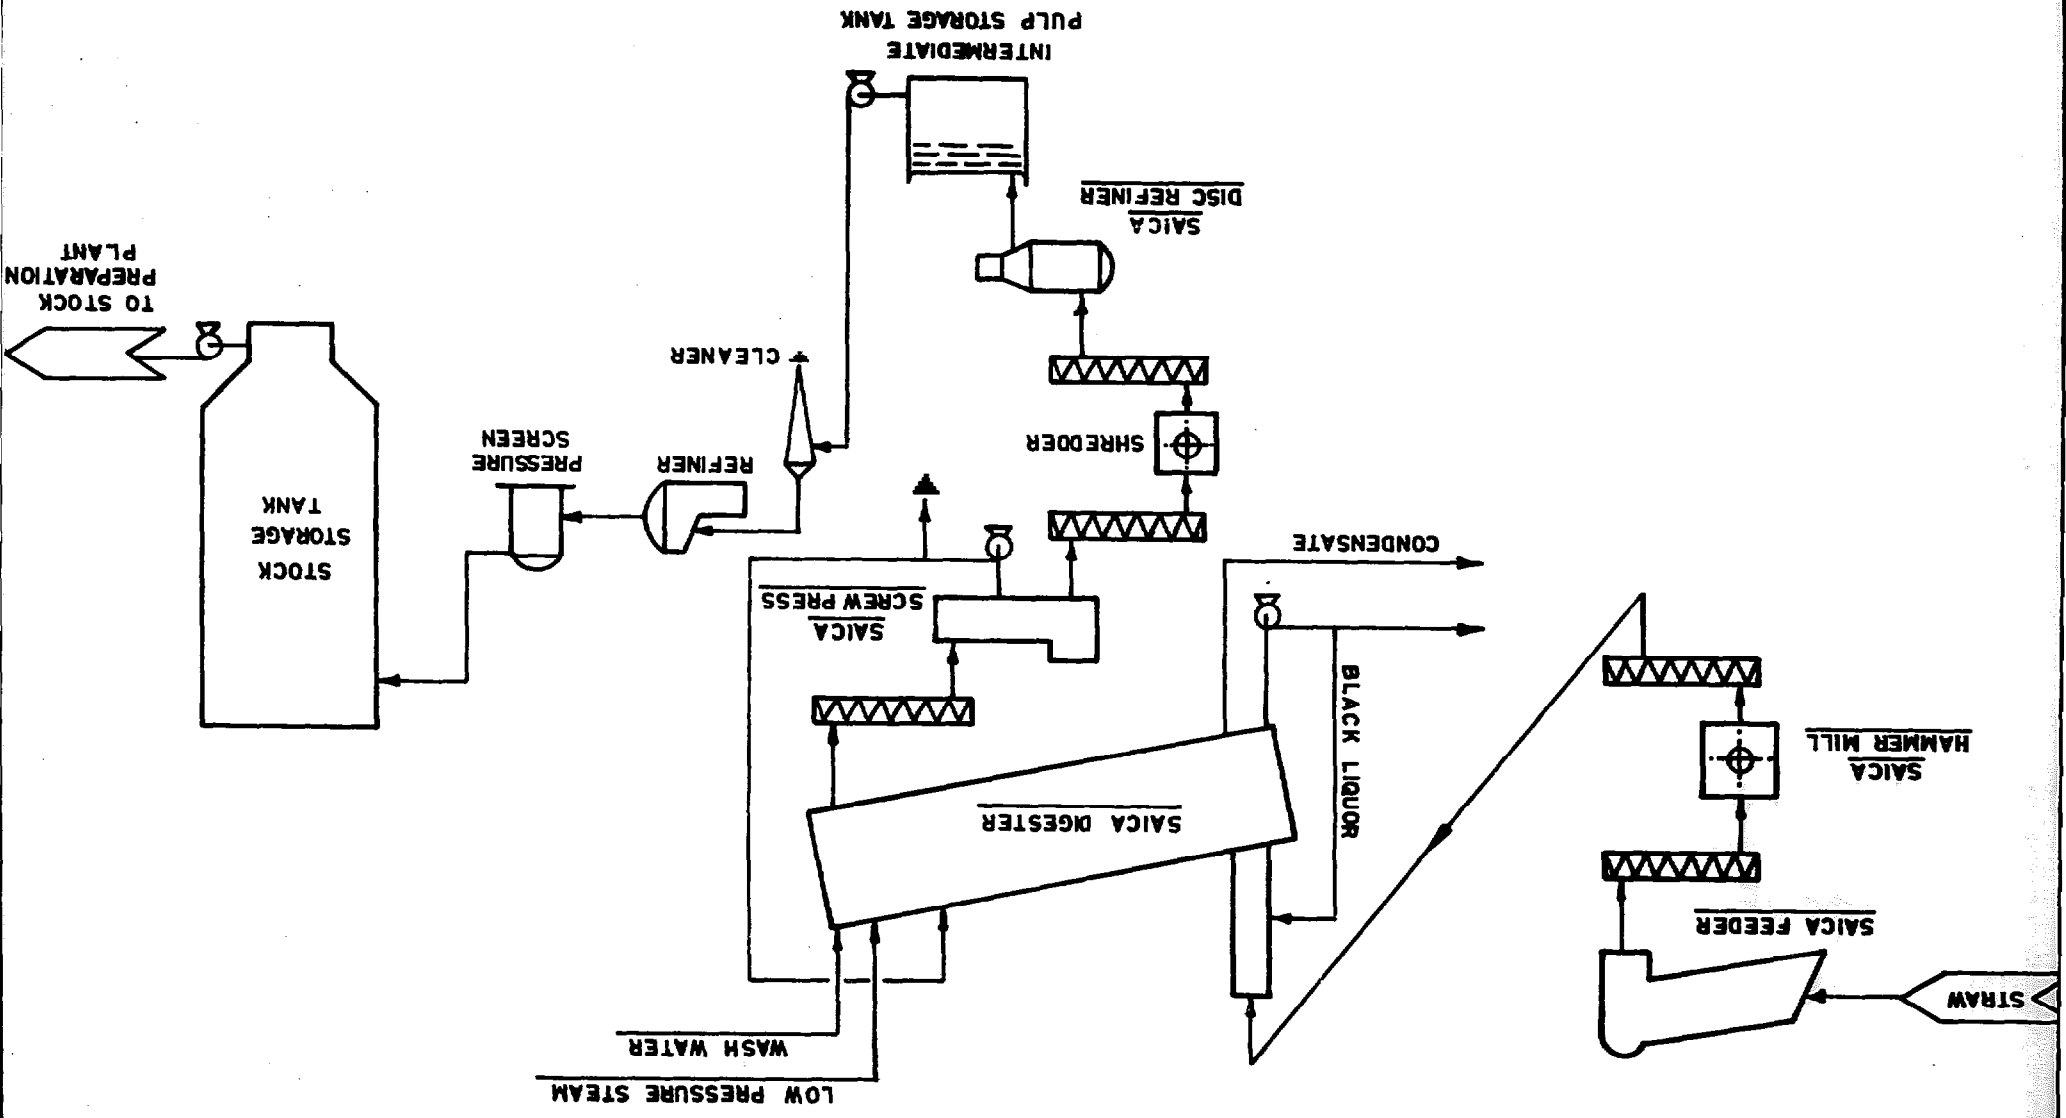 LOW PRESSURE STEAM
WASH WATER
STRAW
SAICA FEEDER
SAICA
HAMMER MILL
BLACK LIQUOR
SAICA DIGESTER
CONDENSATE
SAICA
SCREW PRESS
SHREDDER
SAICA
DISC REFINER
INTERMEDIATE
PULP STORAGE TANK
CLEANER
REFINER
PRESSURE
SCREEN
STOCK
STORAGE
TANK
TO STOCK
PREPARATION
PLANT